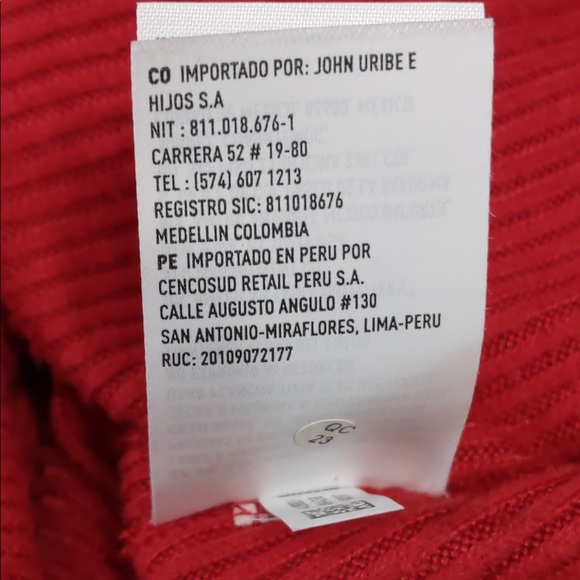 CO IMPORTADO POR: JOHN URIBE E
HIJOS S.A
NIT : 811.018.676-1
CARRERA 52 # 19-80
TEL : (574) 607 1213
REGISTRO SIC: 811018676
MEDELLIN COLOMBIA
PE IMPORTADO EN PERU POR
CENCOSUD RETAIL PERU S.A.
CALLE AUGUSTO ANGULO #130
SAN ANTONIO-MIRAFLORES, LIMA-PERU
RUC: 20109072177
QC
23